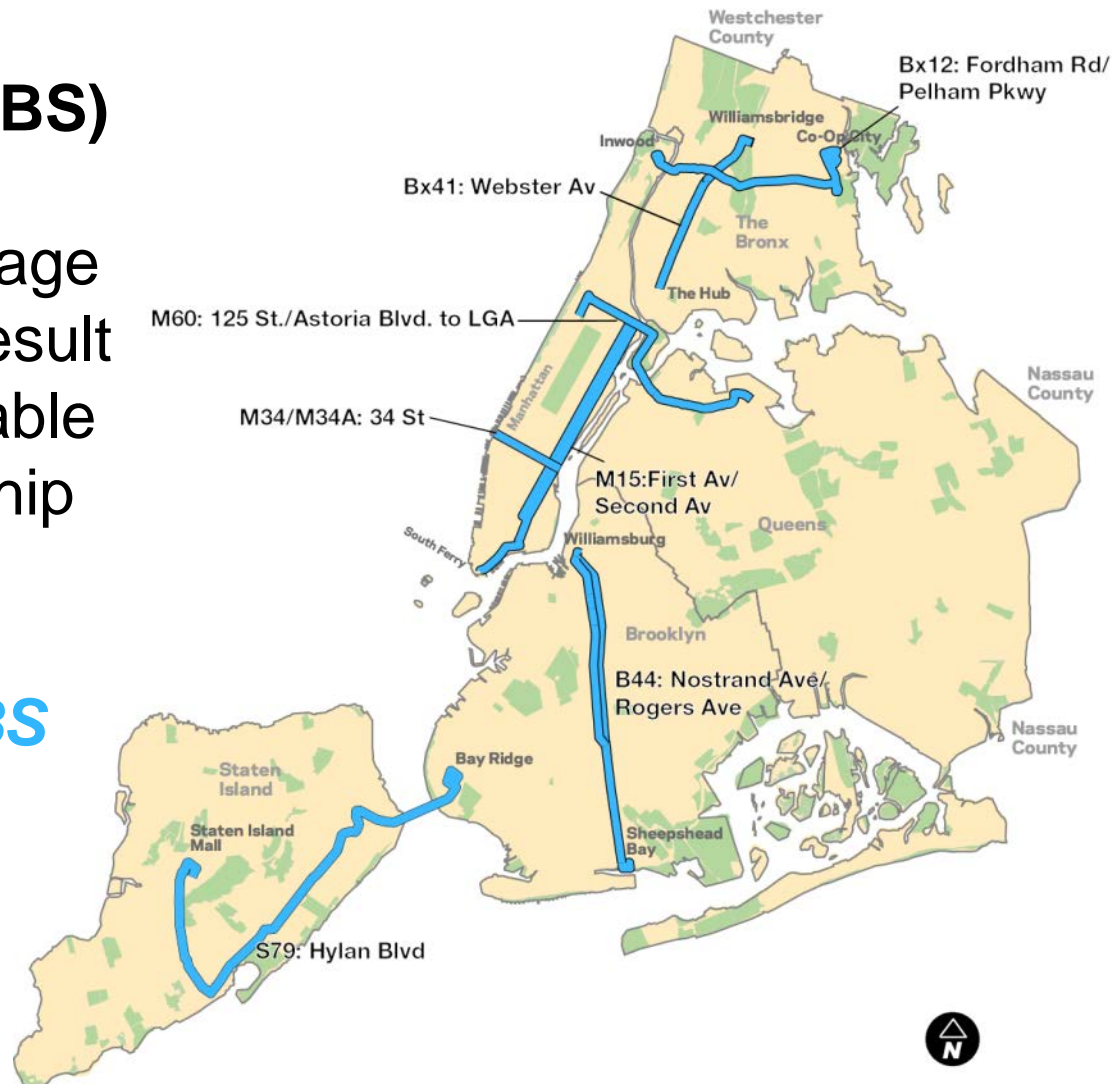 BS)
age
esult
able
hip
BS
Westchester
County
Bx12: Fordham Rd/
Pelham Pkwy
Williamsbridge
Inwood
Co-Op City
Bx41: Webster Av
The
Bronx
The Hub
M60: 125 St./Astoria Blvd. to LGA
Nassau
County
Manhattan
M34/M34A: 34 St
M15:First Av/
Second Av
Queens
South Ferry
Williamsburg
Brooklyn
B44: Nostrand Ave/
Rogers Ave
Nassau
County
Bay Ridge
Staten
Island
Staten Island
Mall
Sheepshead
Bay
S79: Hylan Blvd
N